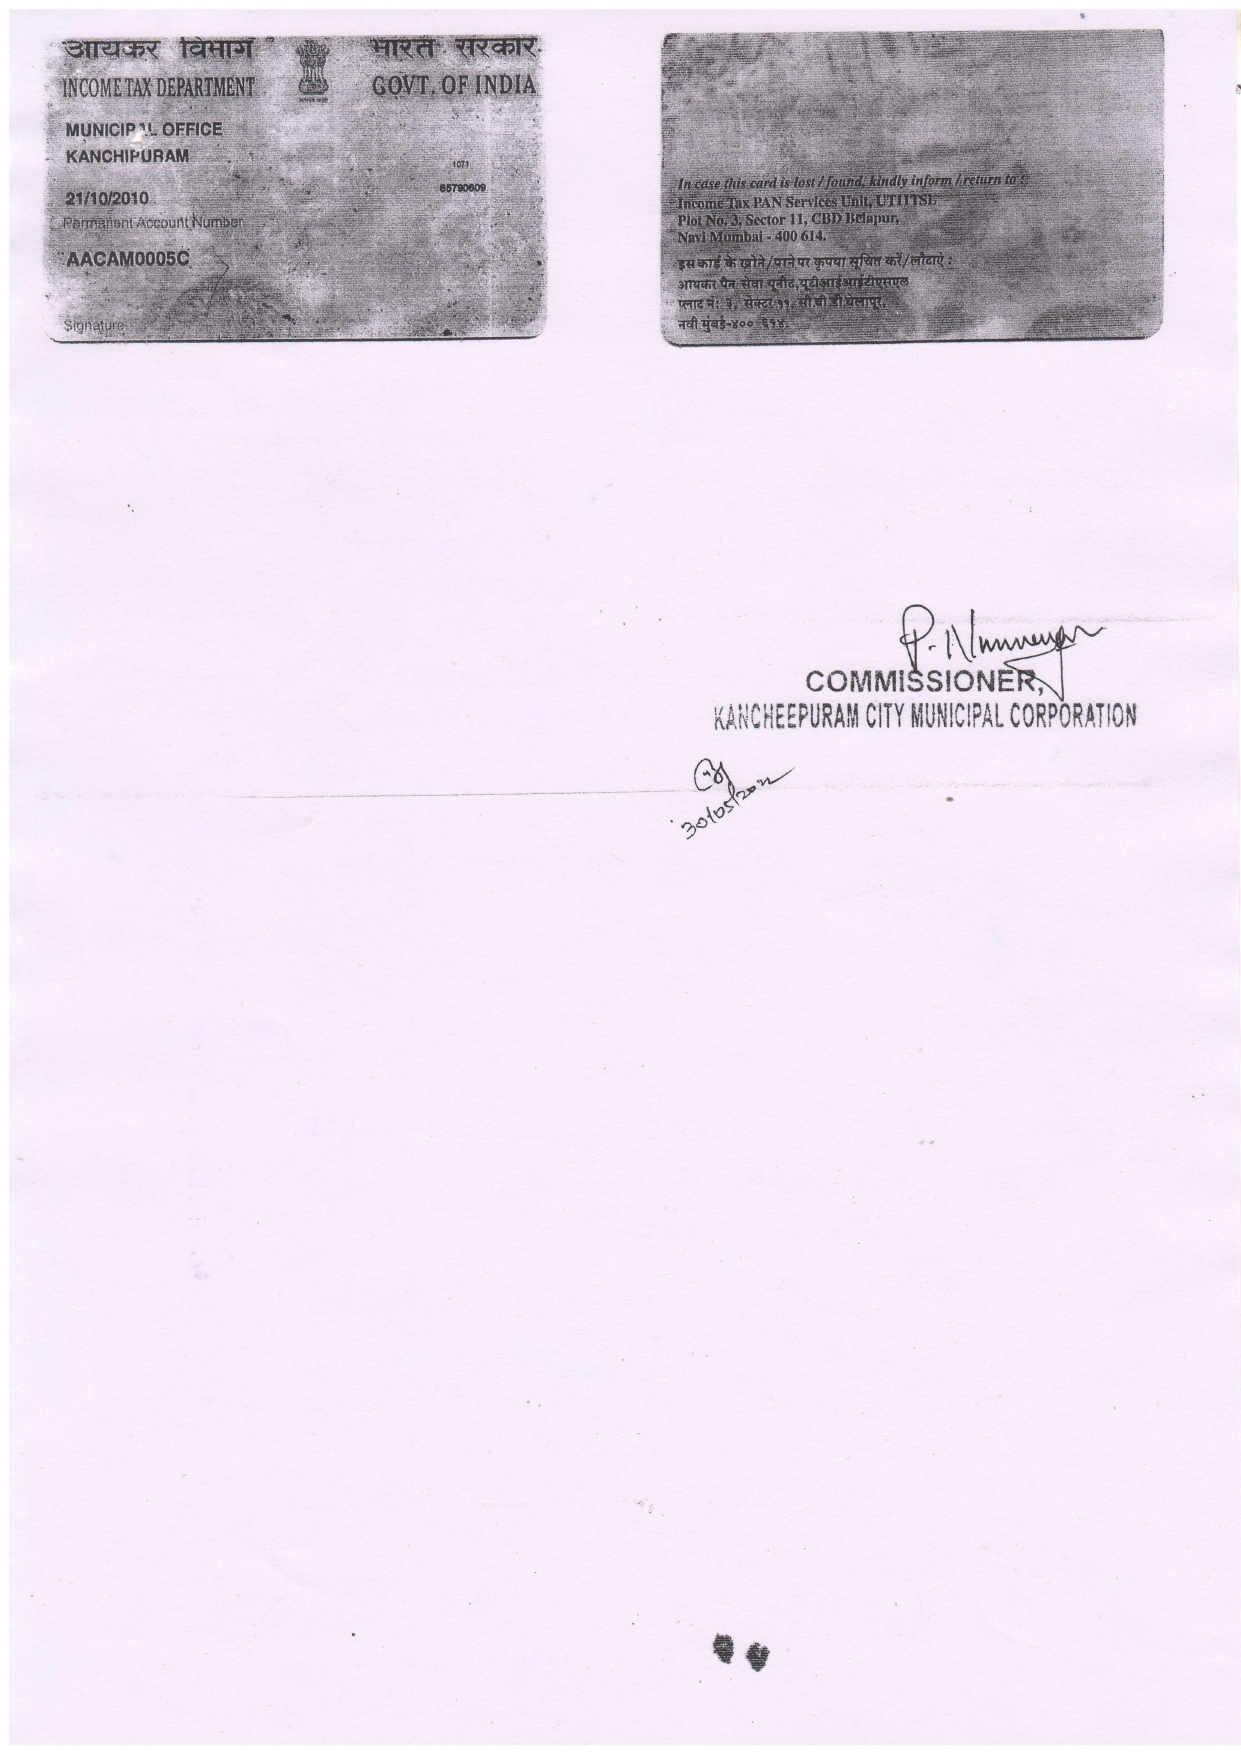 आयकर विभाग भारत सरकार
INCOME TAX DEPARTMENT GOVT. OF INDIA
MUNICIPAL OFFICE
KANCHIPURAM
1071
65790609
21/10/2010
Permanent Account Number
AACAM0005C
Signature
In case this card is lost / found, kindly inform / return to :
Income Tax PAN Services Unit, UTIITSL
Plot No. 3, Sector 11, CBD Belapur,
Navi Mumbai - 400 614.
इस कार्ड के खोने/पाने पर कृपया सूचित करें/लौटाएं :
आयकर पैन सेवा यूनीट,यूटीआईआईटीएसएल
प्लाट नं: ३, सेक्टर ११, सी.बी.डी.बेलापूर,
नवी मुंबई-४०० ६१४.
COMMISSIONER,
KANCHEEPURAM CITY MUNICIPAL CORPORATION
30/05/2022